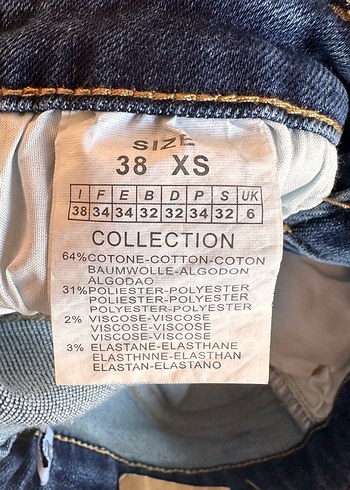 SIZE
38 XS
I F E B D P S UK
38 34 34 32 32 34 32 6
COLLECTION
64% COTONE-COTTON-COTON
BAUMWOLLE-ALGODON
ALGODAO
31% POLIESTER-POLYESTER
POLYESTER-POLYESTER
POLYESTER-POLYESTER
2% VISCOSE-VISCOSE
VISCOSE-VISCOSE
VISCOSE-VISCOSE
3% ELASTANE-ELASTHANE
ELASTHNNE-ELASTHAN
ELASTAN-ELASTANO